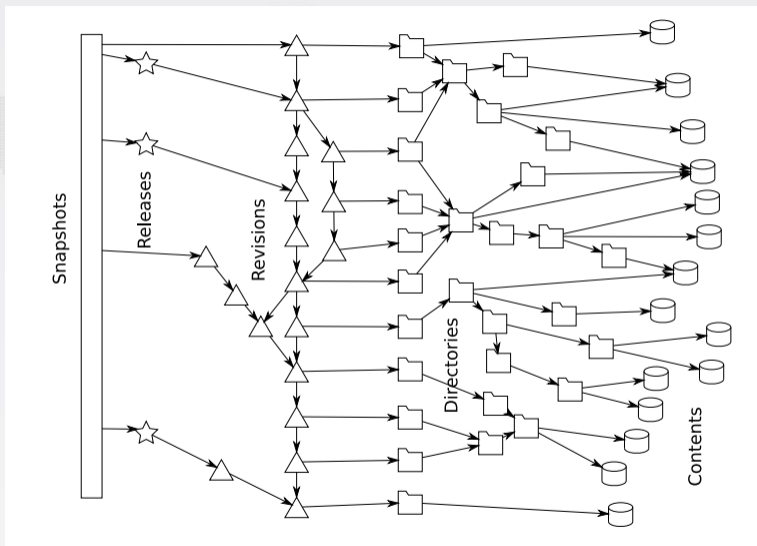 Snapshots
Releases
Revisions
Directories
Contents